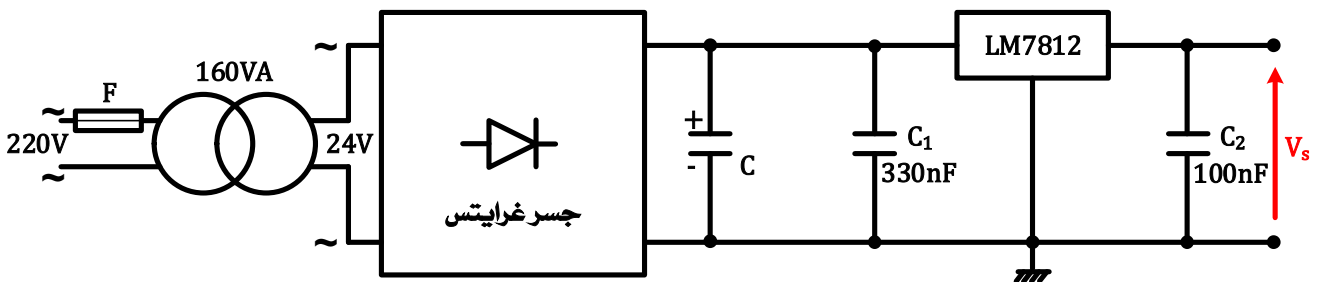 F
160VA
~
220V
~
~
24V
~
جسر غرايتس
+
-
C
C₁
330nF
LM7812
C₂
100nF
Vₛ